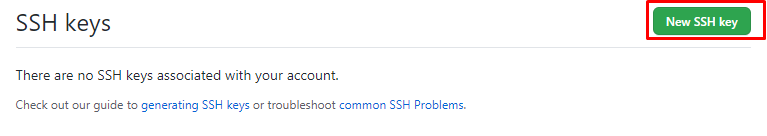 SSH keys
New SSH key
There are no SSH keys associated with your account.
Check out our guide to generating SSH keys or troubleshoot common SSH Problems.